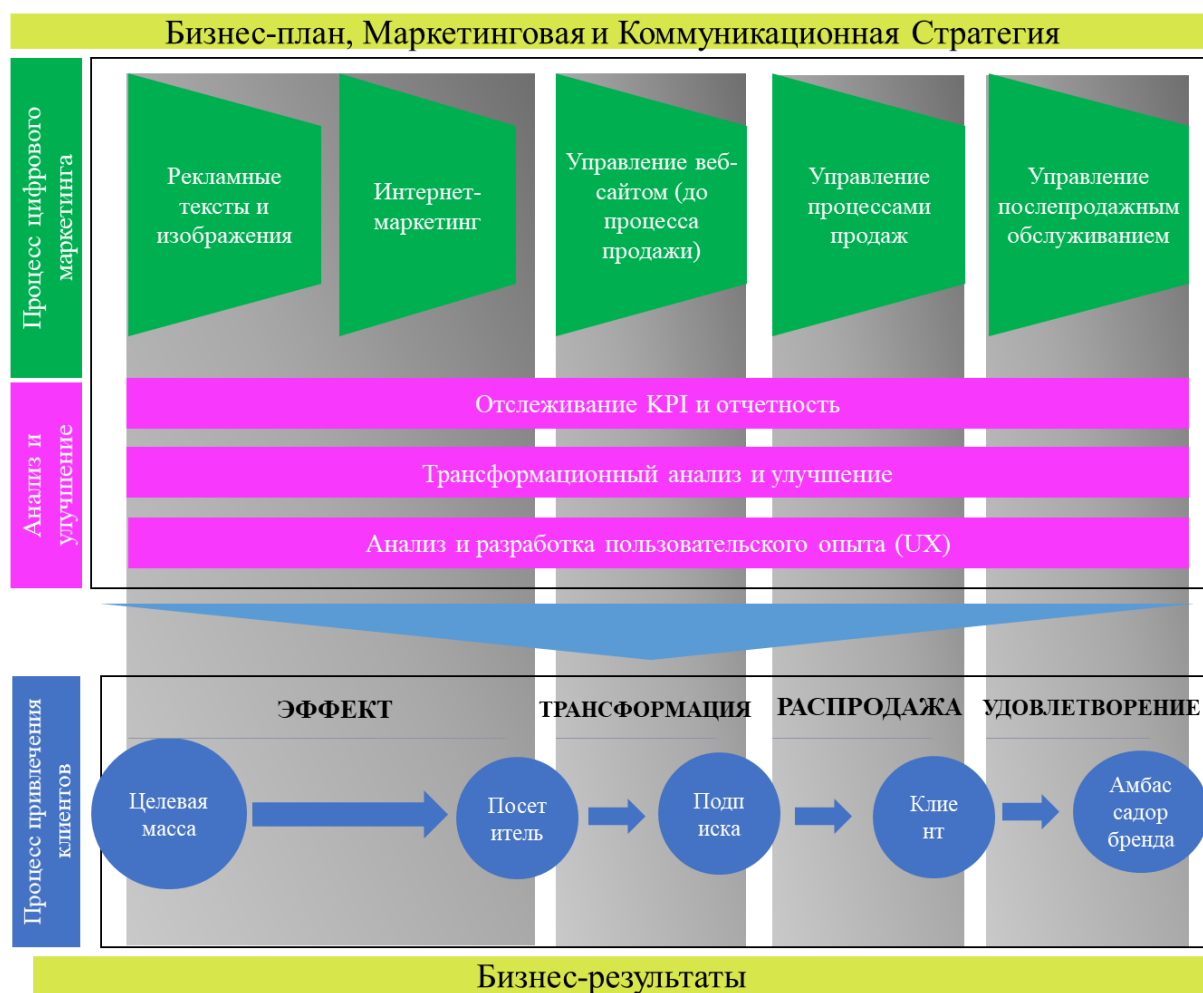 Бизнес-план, Маркетинговая и Коммуникационная Стратегия
Процесс цифрового
маркетинга
Рекламные
тексты и
изображения
Интернет-
маркетинг
Управление веб-
сайтом (до
процесса
продажи)
Управление
процессами
продаж
Управление
послепродажным
обслуживанием
Анализ и
улучшение
Отслеживание KPI и отчетность
Трансформационный анализ и улучшение
Анализ и разработка пользовательского опыта (UX)
Процесс привлечения
клиентов
ЭФФЕКТ
ТРАНСФОРМАЦИЯ
РАСПРОДАЖА
УДОВЛЕТВОРЕНИЕ
Целевая
масса
Посет
итель
Подп
иска
Клие
нт
Амбас
садор
бренда
Бизнес-результаты